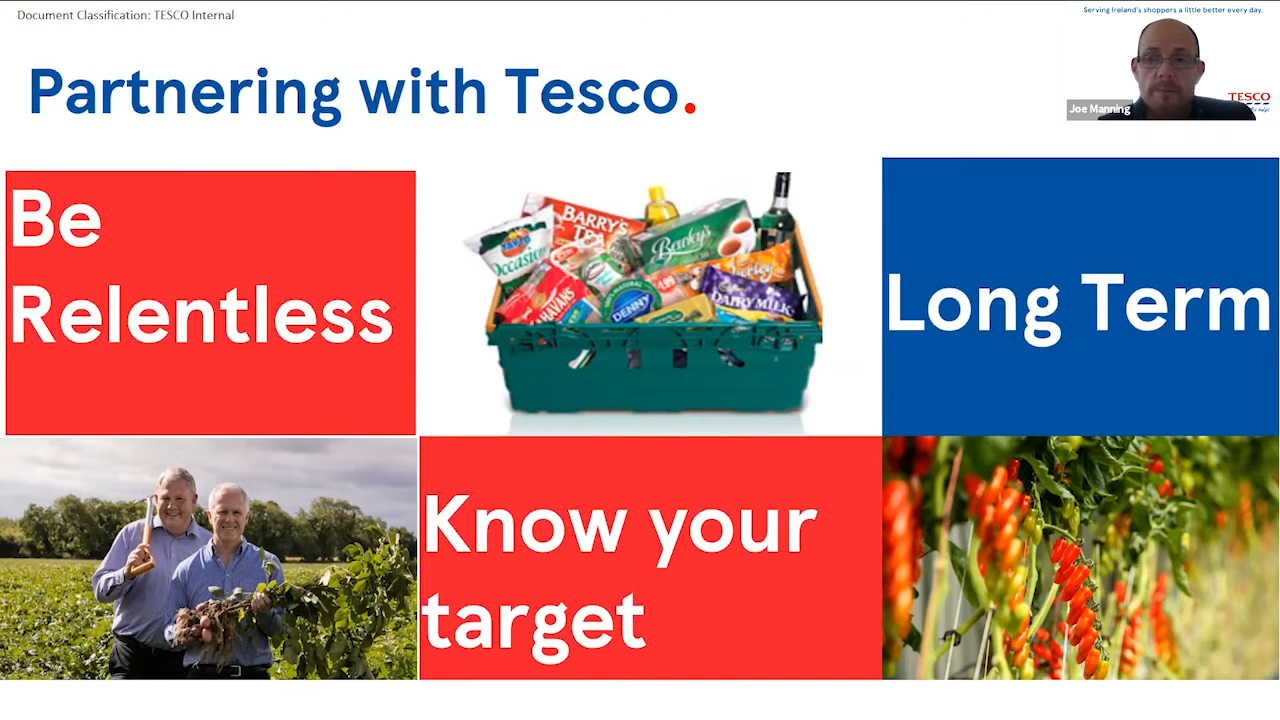 Document Classification: TESCO Internal
Serving Ireland's shoppers a little better every day.
Partnering with Tesco.
TESCO
Joe Manning
Be
Relentless
BARRY'S
TAYTO
Occasions
Bewley's
DENNY
DAIRY MILK
Long Term
Know your
target